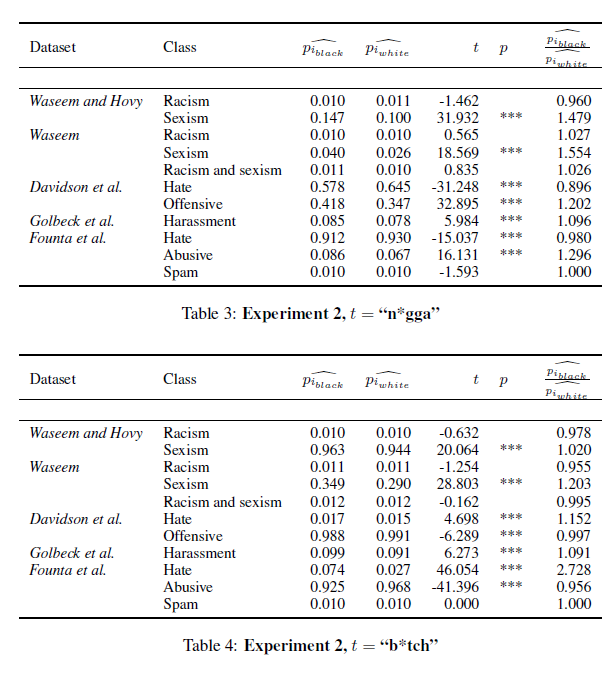 Dataset Class p_{i_{black}} p_{i_{white}} t p p_{i_{black}}/p_{i_{white}}
Waseem and Hovy Racism 0.010 0.011 -1.462 0.960
Sexism 0.147 0.100 31.932 *** 1.479
Waseem Racism 0.010 0.010 0.565 1.027
Sexism 0.040 0.026 18.569 *** 1.554
Racism and sexism 0.011 0.010 0.835 1.026
Davidson et al. Hate 0.578 0.645 -31.248 *** 0.896
Offensive 0.418 0.347 32.895 *** 1.202
Golbeck et al. Harassment 0.085 0.078 5.984 *** 1.096
Founta et al. Hate 0.912 0.930 -15.037 *** 0.980
Abusive 0.086 0.067 16.131 *** 1.296
Spam 0.010 0.010 -1.593 1.000
Table 3: Experiment 2, t = “n*gga”
Dataset Class p_{i_{black}} p_{i_{white}} t p p_{i_{black}}/p_{i_{white}}
Waseem and Hovy Racism 0.010 0.010 -0.632 0.978
Sexism 0.963 0.944 20.064 *** 1.020
Waseem Racism 0.011 0.011 -1.254 0.955
Sexism 0.349 0.290 28.803 *** 1.203
Racism and sexism 0.012 0.012 -0.162 0.995
Davidson et al. Hate 0.017 0.015 4.698 *** 1.152
Offensive 0.988 0.991 -6.289 *** 0.997
Golbeck et al. Harassment 0.099 0.091 6.273 *** 1.091
Founta et al. Hate 0.074 0.027 46.054 *** 2.728
Abusive 0.925 0.968 -41.396 *** 0.956
Spam 0.010 0.010 0.000 1.000
Table 4: Experiment 2, t = “b*tch”